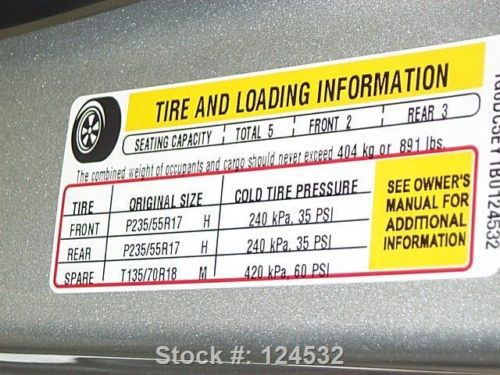 TIRE AND LOADING INFORMATION
SEATING CAPACITY TOTAL 5 FRONT 2 REAR 3
The combined weight of occupants and cargo should never exceed 404 kg or 891 lbs.
TIRE ORIGINAL SIZE COLD TIRE PRESSURE
FRONT P235/55R17 H 240 kPa, 35 PSI
REAR P235/55R17 H 240 kPa, 35 PSI
SPARE T135/70R18 M 420 kPa, 60 PSI
SEE OWNER'S
MANUAL FOR
ADDITIONAL
INFORMATION
Stock #: 124532